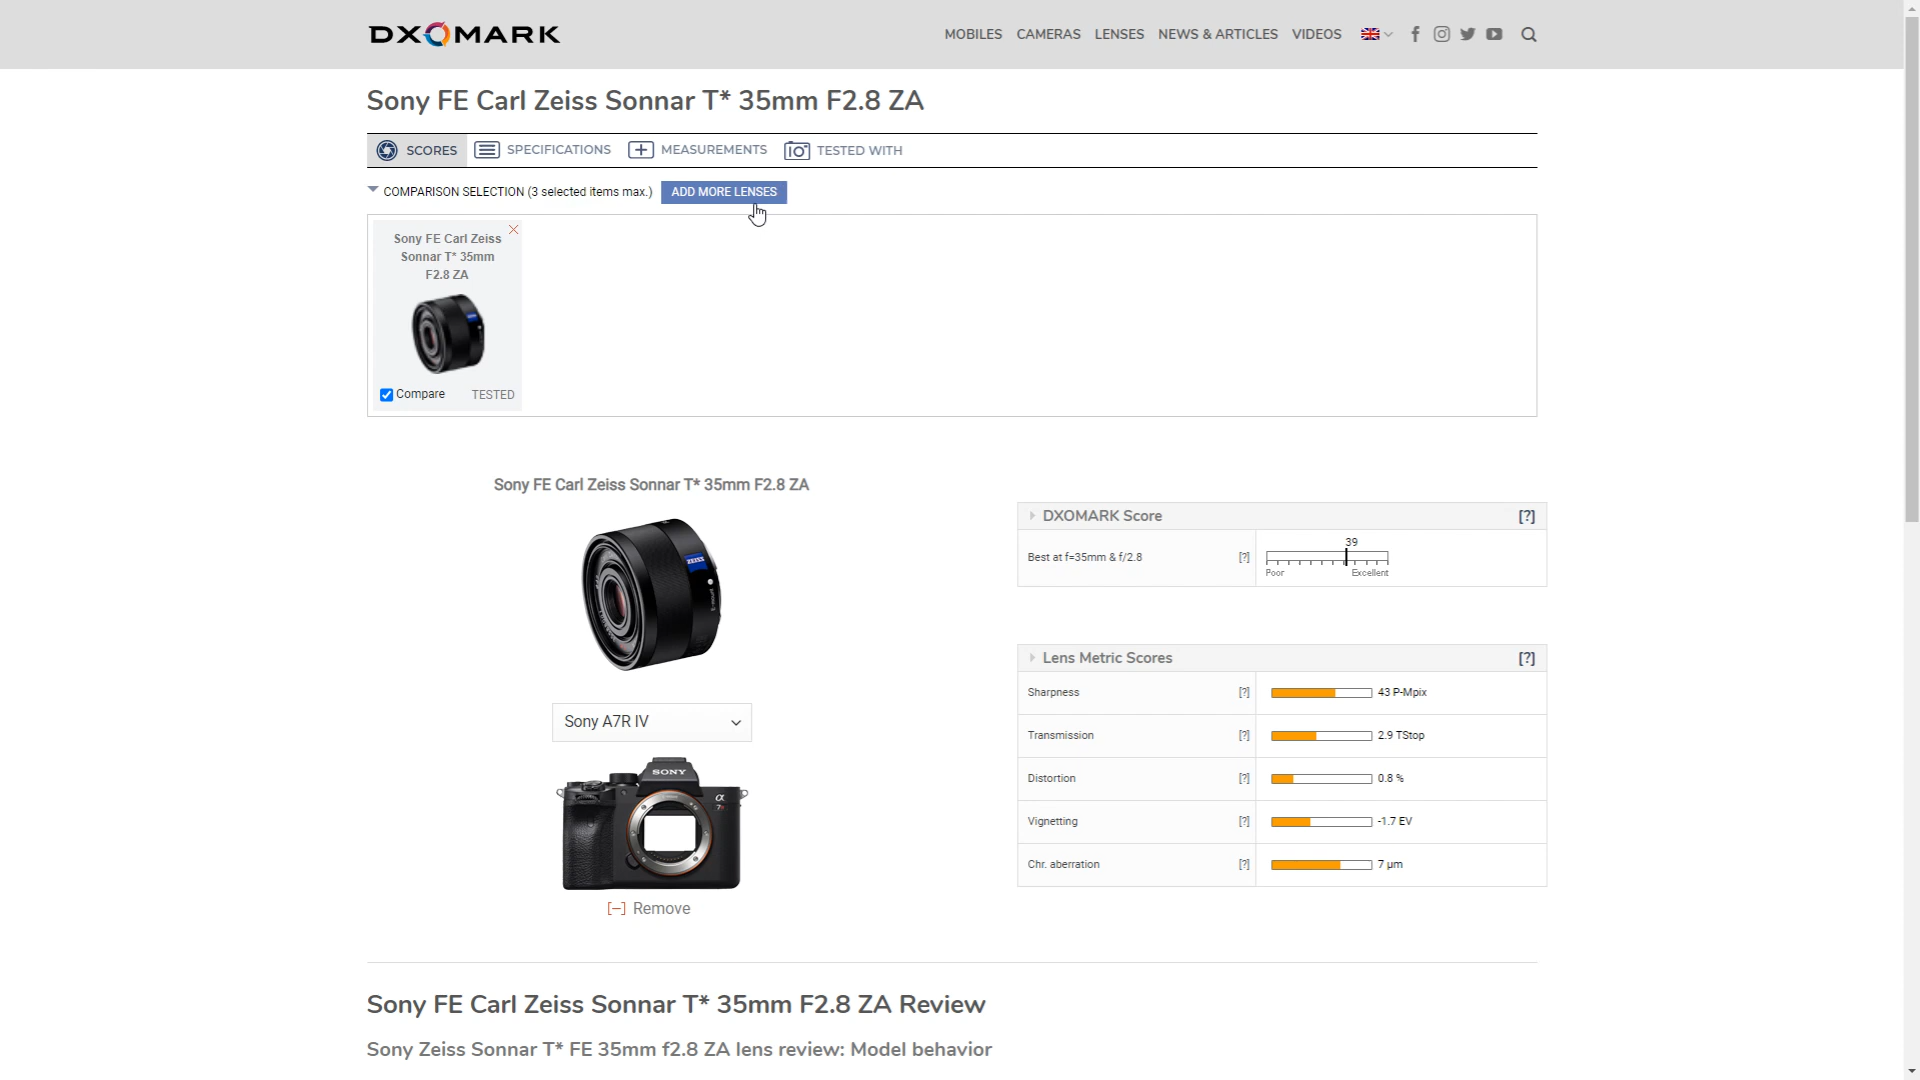 DXOMARK
MOBILES CAMERAS LENSES NEWS & ARTICLES VIDEOS
Sony FE Carl Zeiss Sonnar T* 35mm F2.8 ZA
SCORES SPECIFICATIONS MEASUREMENTS TESTED WITH
COMPARISON SELECTION (3 selected items max.) ADD MORE LENSES
Sony FE Carl Zeiss
Sonnar T* 35mm
F2.8 ZA
Compare TESTED
Sony FE Carl Zeiss Sonnar T* 35mm F2.8 ZA
ZEISS
DXOMARK Score [?]
Best at f=35mm & f/2.8 [?] 39
Poor Excellent
Lens Metric Scores [?]
Sharpness [?] 43 P-Mpix
Transmission [?] 2.9 TStop
Distortion [?] 0.8 %
Vignetting [?] -1.7 EV
Chr. aberration [?] 7 µm
Sony A7R IV
SONY
[–] Remove
Sony FE Carl Zeiss Sonnar T* 35mm F2.8 ZA Review
Sony Zeiss Sonnar T* FE 35mm f2.8 ZA lens review: Model behavior